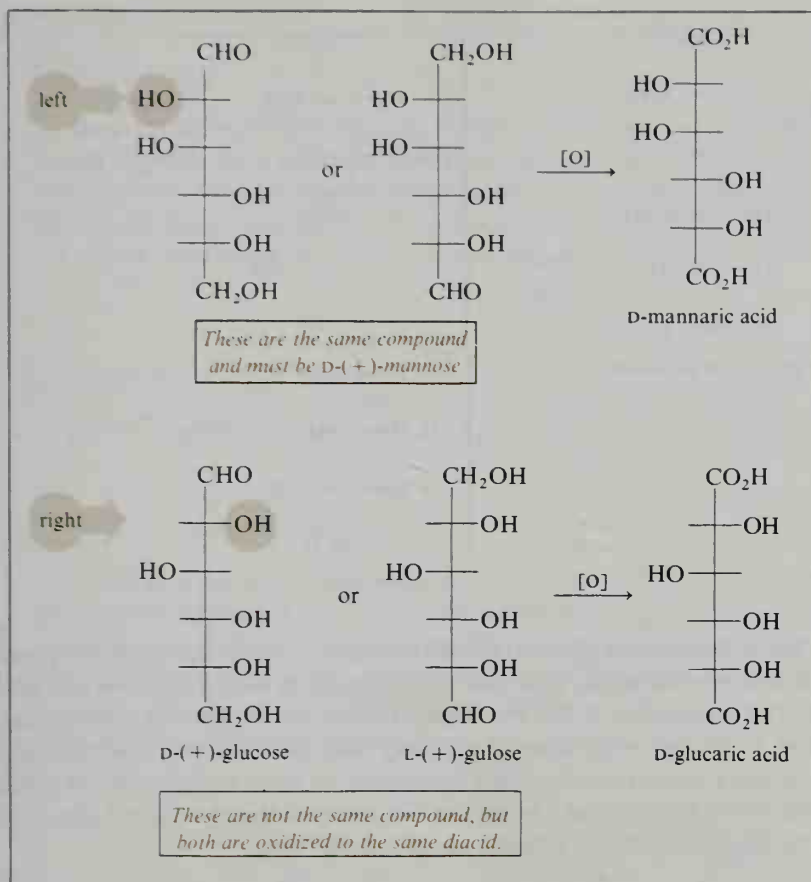 CHO CH₂OH CO₂H
left HO HO HO
HO HO HO
or [O]
OH OH OH
OH OH OH
CH₂OH CHO CO₂H
D-mannaric acid
These are the same compound
and must be D-(+)-mannose
CHO CH₂OH CO₂H
right OH OH OH
HO HO HO
or [O]
OH OH OH
OH OH OH
CH₂OH CHO CO₂H
D-(+)-glucose L-(+)-gulose D-glucaric acid
These are not the same compound, but
both are oxidized to the same diacid.